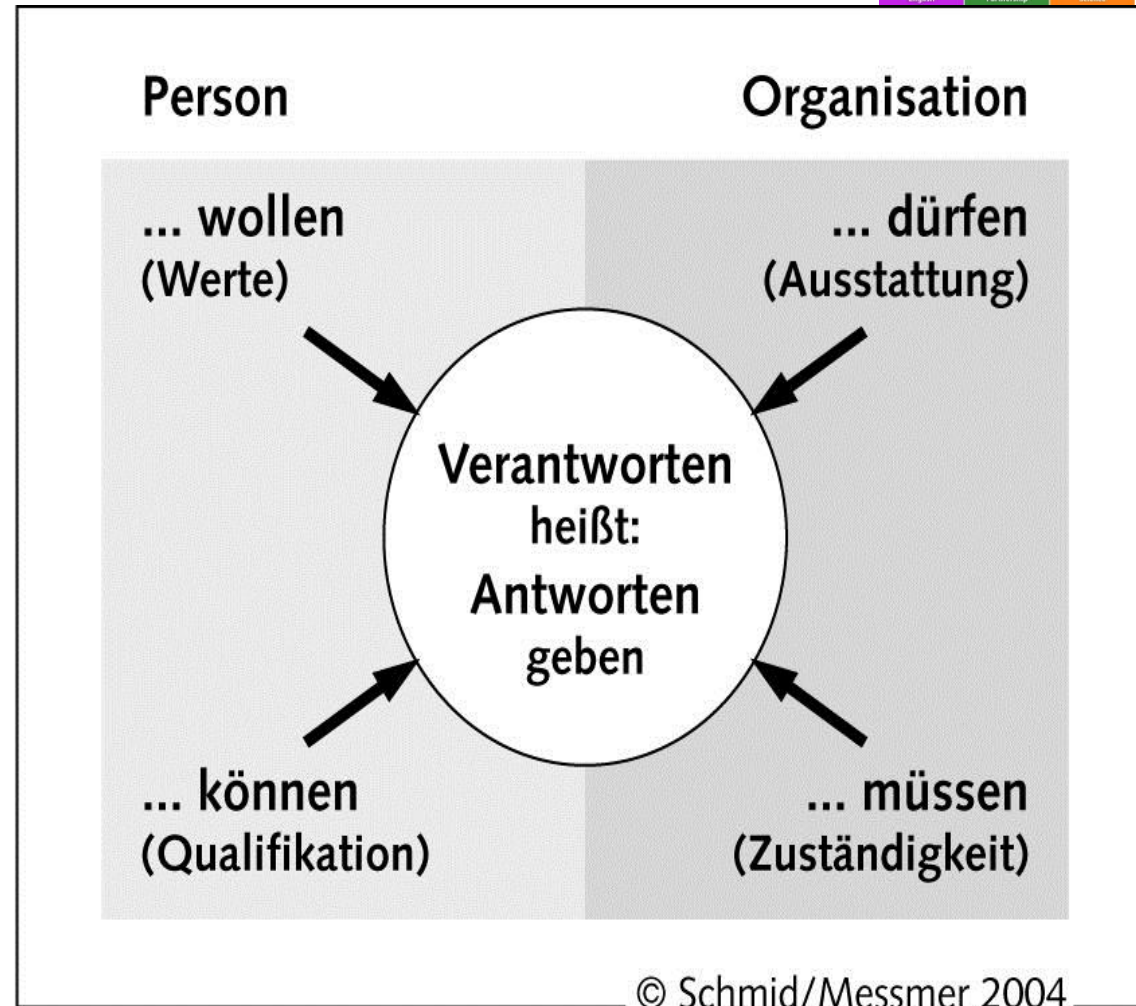 Person
Organisation
... wollen
(Werte)
... dürfen
(Ausstattung)
Verantworten
heißt:
Antworten
geben
... können
(Qualifikation)
... müssen
(Zuständigkeit)
© Schmid/Messmer 2004